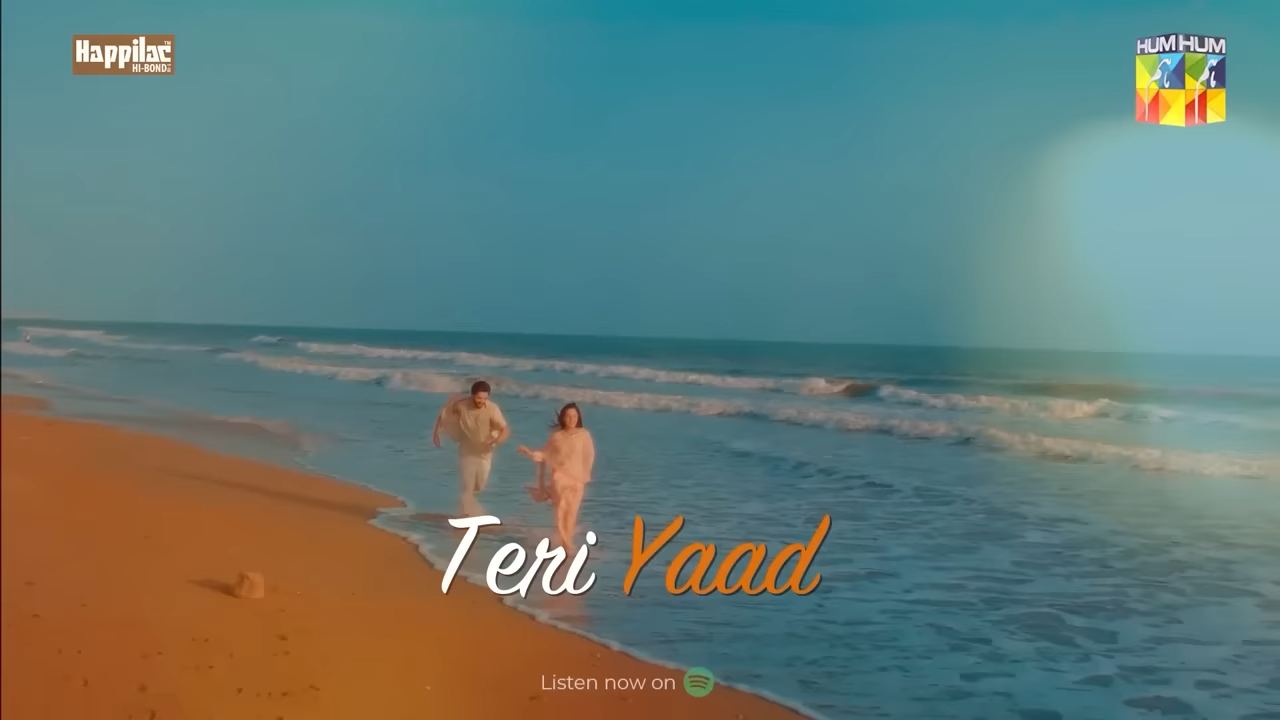 Happilac
HI-BOND
HUM HUM
Teri Yaad
Listen now on